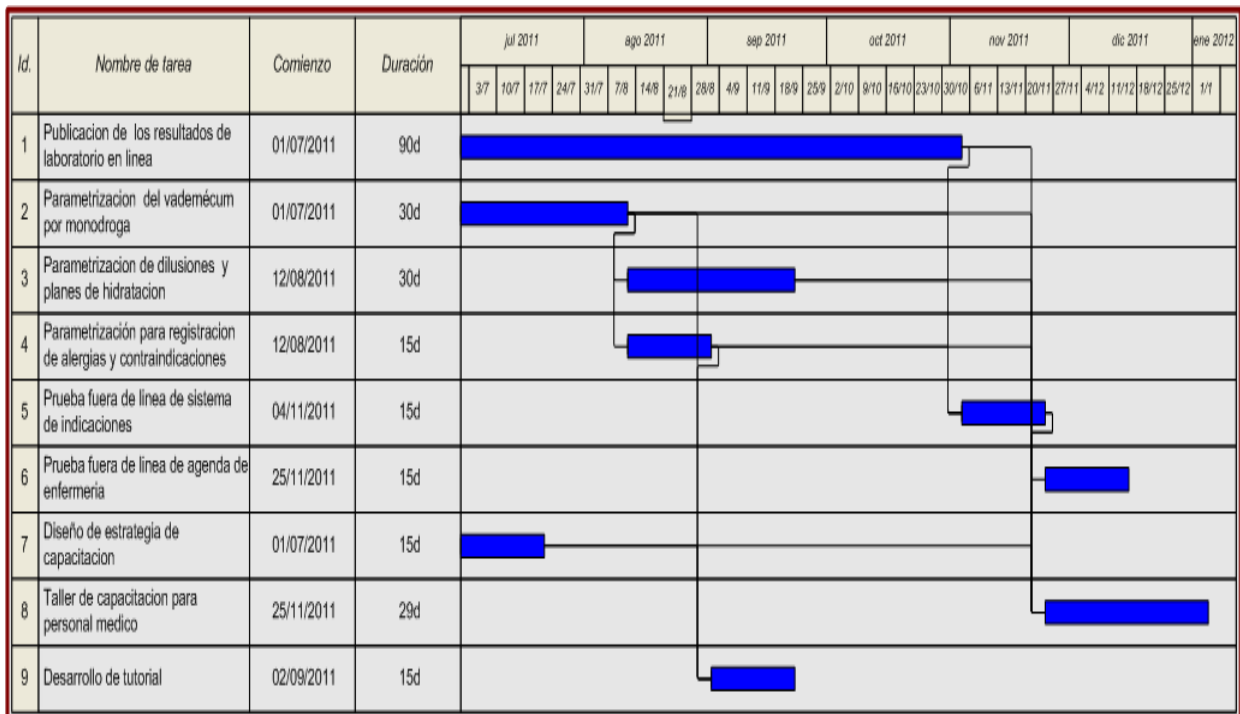 Id.
Nombre de tarea
Comienzo
Duración
jul 2011
ago 2011
sep 2011
oct 2011
nov 2011
dic 2011
ene 2012
3/7 10/7 17/7 24/7 31/7 7/8 14/8 21/8 28/8 4/9 11/9 18/9 25/9 2/10 9/10 16/10 23/10 30/10 6/11 13/11 20/11 27/11 4/12 11/12 18/12 25/12 1/1
1
Publicacion de los resultados de
laboratorio en linea
01/07/2011
90d
2
Parametrizacion del vademécum
por monodroga
01/07/2011
30d
3
Parametrizacion de dilusiones y
planes de hidratacion
12/08/2011
30d
4
Parametrización para registracion
de alergias y contraindicaciones
12/08/2011
15d
5
Prueba fuera de linea de sistema
de indicaciones
04/11/2011
15d
6
Prueba fuera de linea de agenda de
enfermeria
25/11/2011
15d
7
Diseño de estrategia de
capacitacion
01/07/2011
15d
8
Taller de capacitacion para
personal medico
25/11/2011
29d
9
Desarrollo de tutorial
02/09/2011
15d